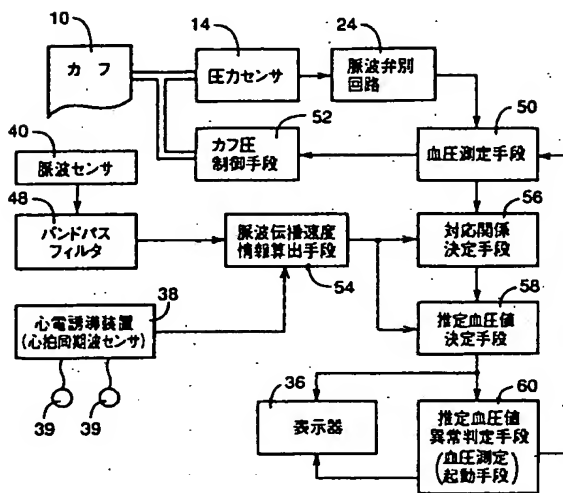 10
カフ
14
圧力センサ
24
脈波弁別
回路
40
脈波センサ
52
カフ圧
制御手段
50
血圧測定手段
48
バンドパス
フィルタ
脈波伝播速度
情報算出手段
54
56
対応関係
決定手段
38
心電誘導装置
(心拍同期波センサ)
39
39
58
推定血圧値
決定手段
36
表示器
60
推定血圧値
異常判定手段
(血圧測定
起動手段)